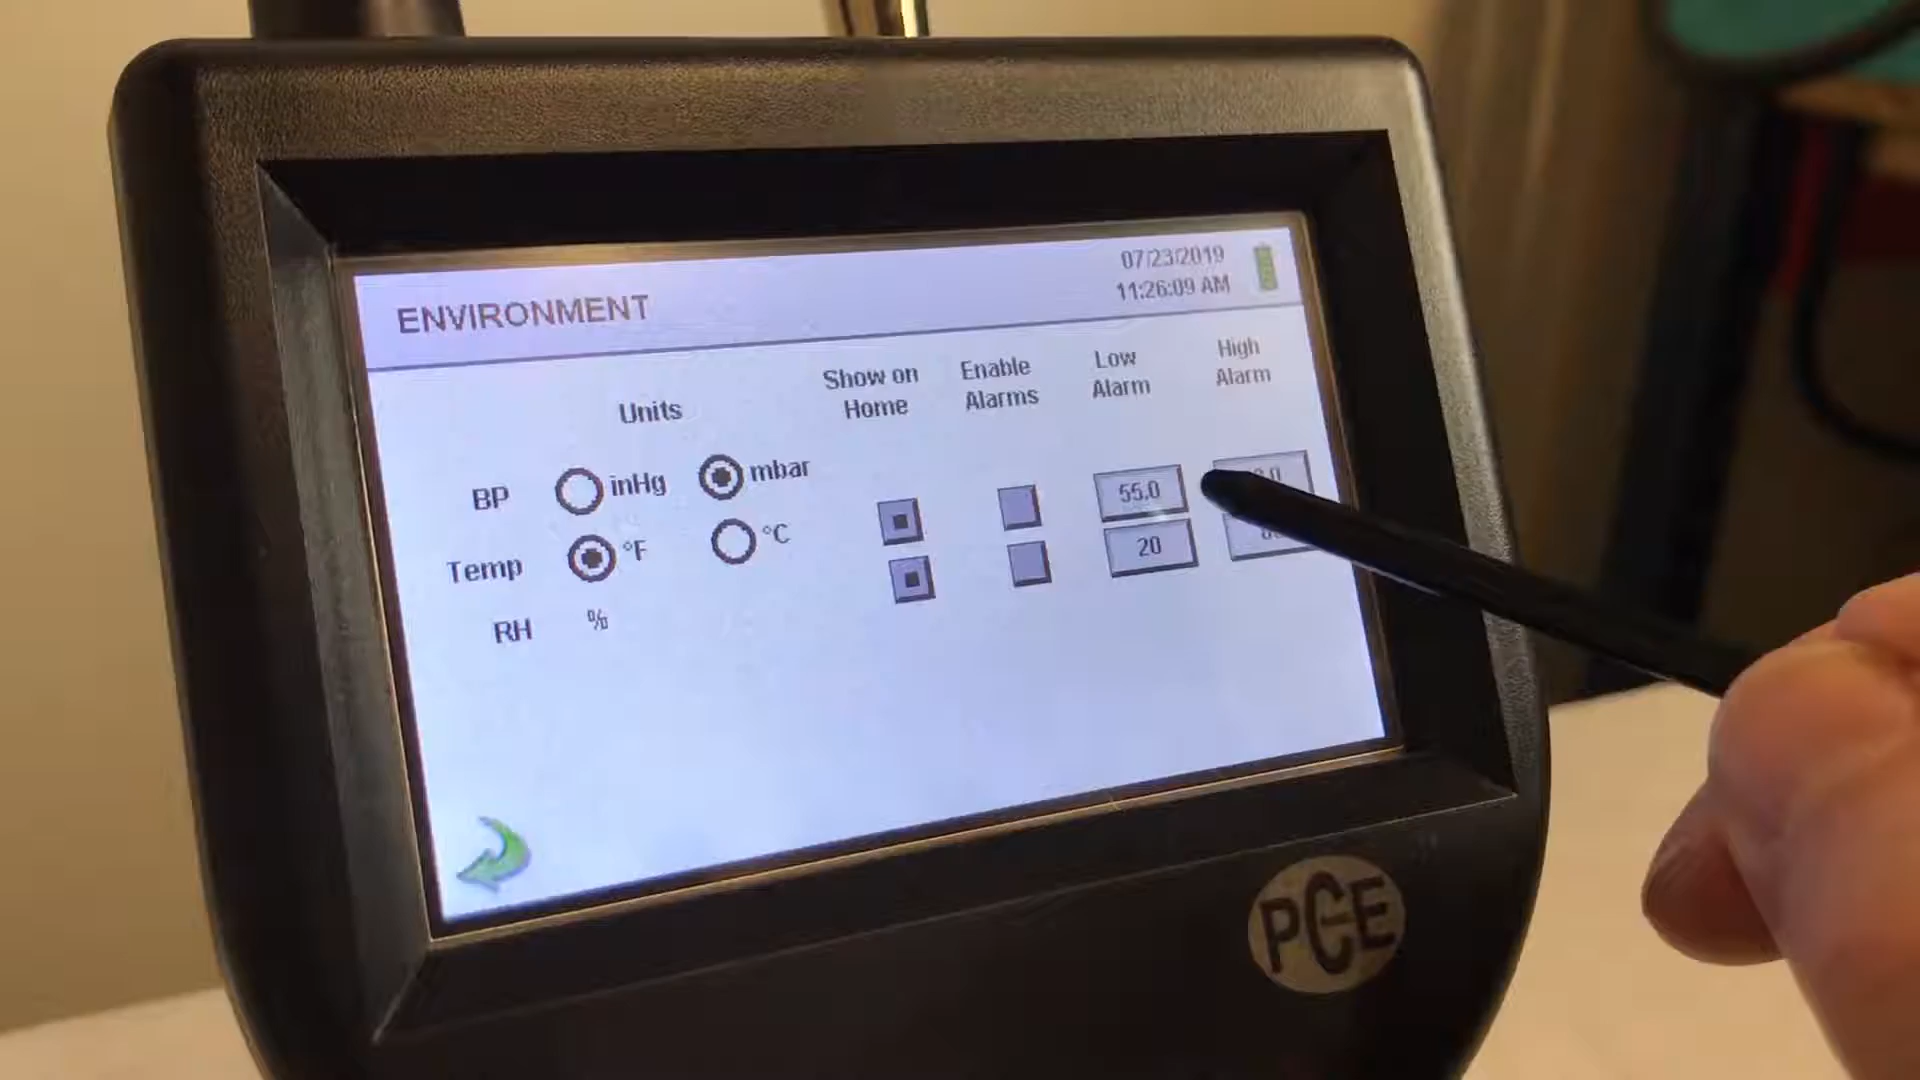 07/23/2019
ENVIRONMENT
11:26:09 AM
Units
Show on
Home
Enable
Alarms
Low
Alarm
High
Alarm
BP inHg mbar
Temp °F °C 55.0
RH % 20
PCE